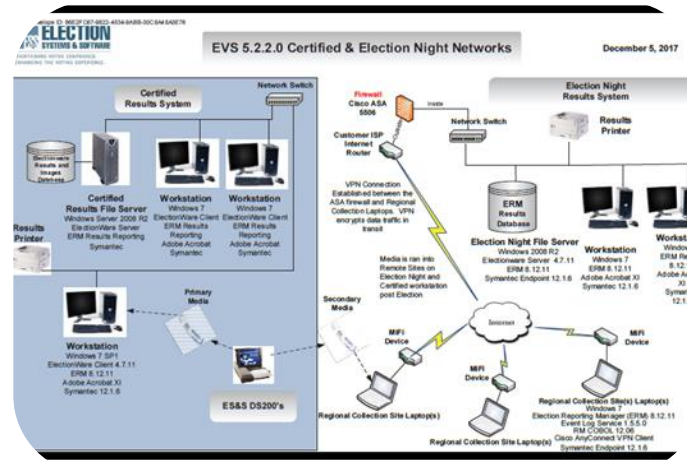 ELECTION
SYSTEMS & SOFTWARE
EVS 5.2.2.0 Certified & Election Night Networks
December 5, 2017
Certified
Results System
Network Switch
Electionware
Results and
Images
Database
Certified
Results File Server
Windows Server 2008 R2
ElectionWare Server
ERM Results Reporting
Symantec
Workstation
Windows 7
ElectionWare Client
ERM Results
Reporting
Adobe Acrobat
Symantec
Workstation
Windows 7
ElectionWare Client
ERM Results
Reporting
Adobe Acrobat
Symantec
Results
Printer
Workstation
Windows 7 SP1
ElectionWare Client 4.7.11
ERM 8.12.11
Adobe Acrobat XI
Symantec 12.1.6
Primary
Media
ES&S DS200's
Secondary
Media
Firewall
Cisco ASA
5506
Inside
Network Switch
Customer ISP
Internet
Router
VPN Connection
Established between the
ASA firewall and Regional
Collection Laptops. VPN
encrypts data traffic in
transit
Media is ran into
Remote Sites on
Election Night and
Certified workstation
post Election
Election Night
Results System
Results
Printer
ERM
Results
Database
Election Night File Server
Windows 2008 R2
Electionware Server 4.7.11
ERM 8.12.11
Symantec Endpoint 12.1.6
Workstation
Windows 7
ERM 8.12.11
Adobe Acrobat XI
Symantec 12.1.6
Internet
MiFi
Device
MiFi
Device
MiFi
Device
Regional Collection Site Laptop(s)
Regional Collection Site Laptop(s)
Regional Collection Site(s) Laptop(s)
Windows 7
Election Reporting Manager (ERM) 8.12.11
Event Log Service 1.5.5.0
RM COBOL 12.06
Cisco AnyConnect VPN Client
Symantec Endpoint 12.1.6